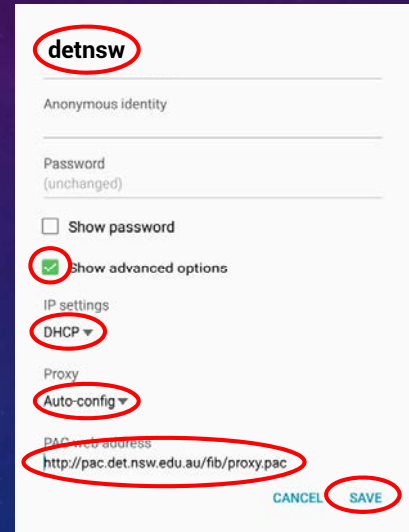 detnsw
Anonymous identity
Password
(unchanged)
Show password
Show advanced options
IP settings
DHCP
Proxy
Auto-config
PAC web address
http://pac.det.nsw.edu.au/fib/proxy.pac
CANCEL SAVE